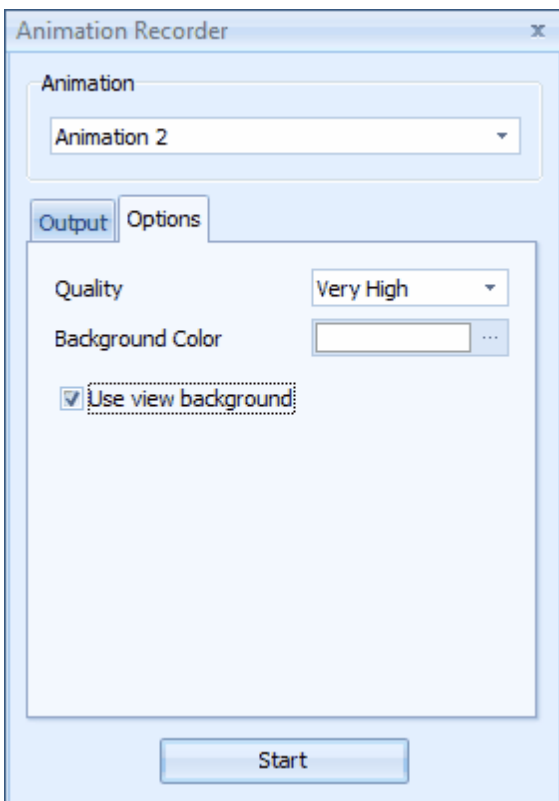 Animation Recorder x
Animation
Animation 2
Output Options
Quality Very High
Background Color ...
Use view background
Start